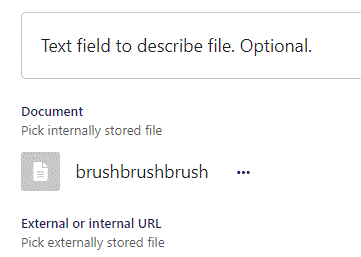 Text field to describe file. Optional.
Document
Pick internally stored file
brushbrushbrush
External or internal URL
Pick externally stored file